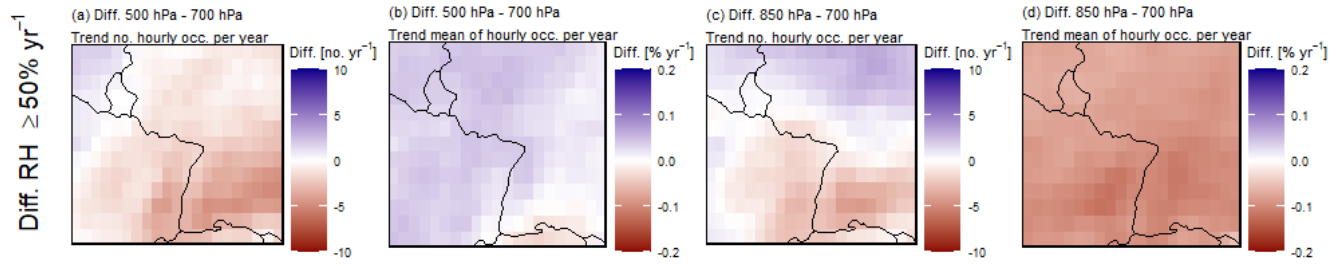 Diff. RH ≥ 50% yr⁻¹
(a) Diff. 500 hPa - 700 hPa
Trend no. hourly occ. per year
Diff. [no. yr⁻¹]
10
5
0
-5
-10
(b) Diff. 500 hPa - 700 hPa
Trend mean of hourly occ. per year
Diff. [% yr⁻¹]
0.2
0.1
0.0
-0.1
-0.2
(c) Diff. 850 hPa - 700 hPa
Trend no. hourly occ. per year
Diff. [no. yr⁻¹]
10
5
0
-5
-10
(d) Diff. 850 hPa - 700 hPa
Trend mean of hourly occ. per year
Diff. [% yr⁻¹]
0.2
0.1
0.0
-0.1
-0.2